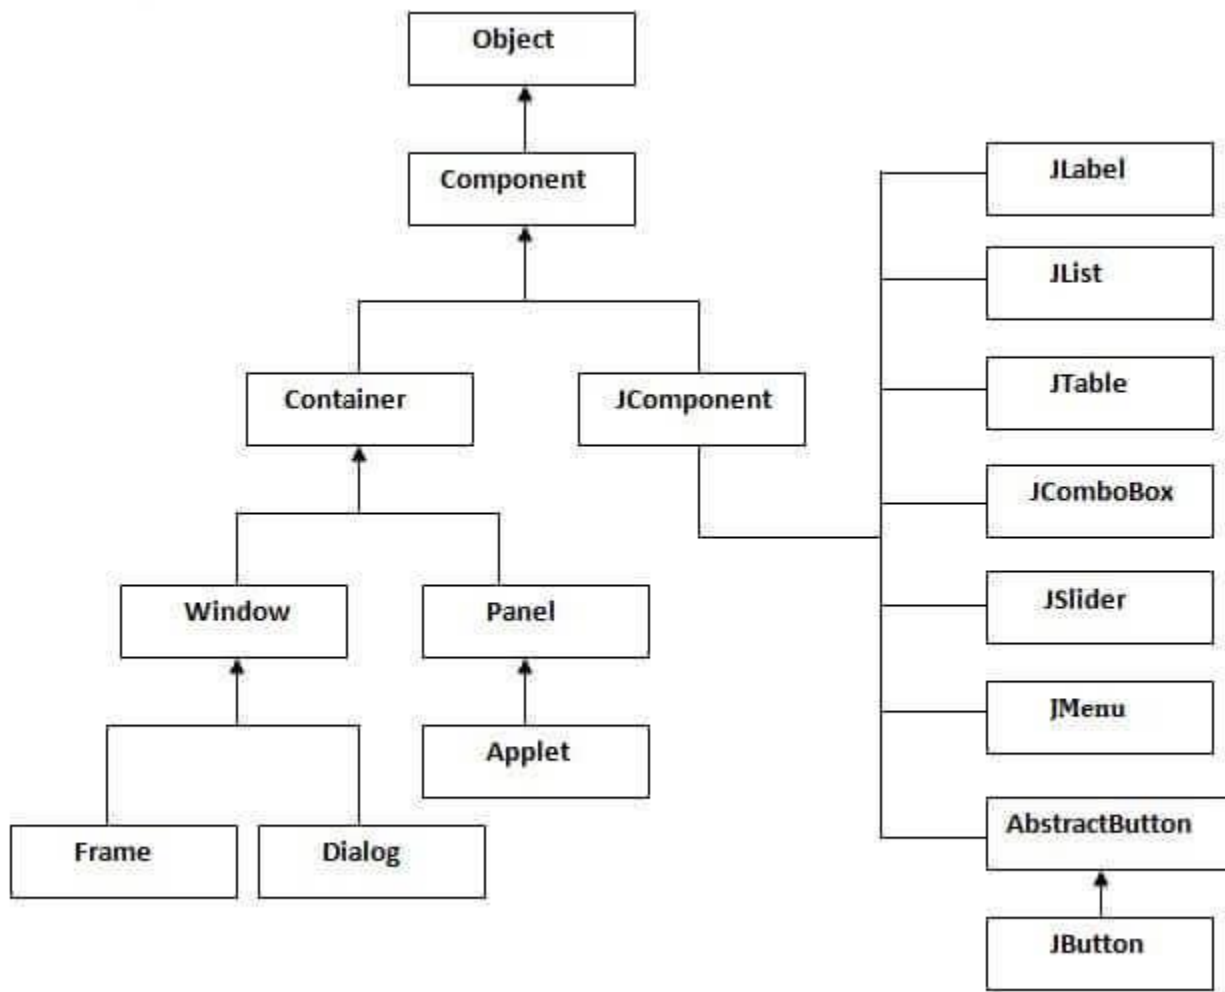 Object
Component
Container
JComponent
Window
Panel
Applet
Frame
Dialog
JLabel
JList
JTable
JComboBox
JSlider
JMenu
AbstractButton
JButton